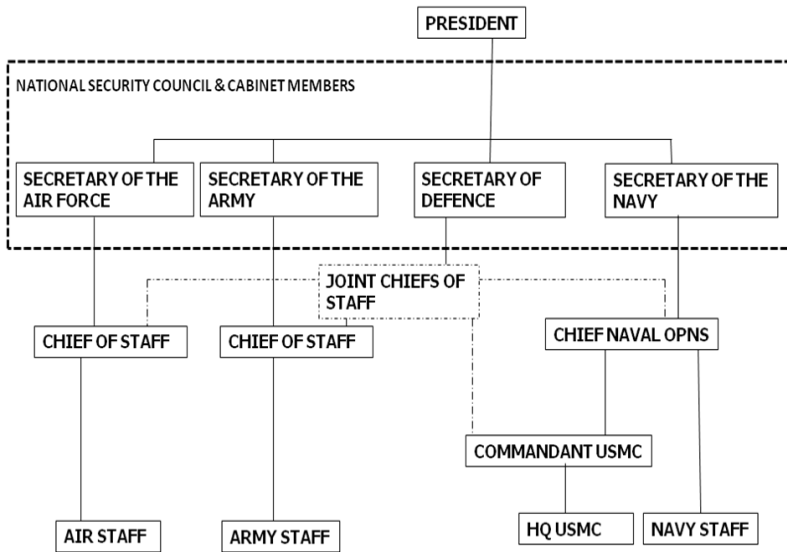 PRESIDENT
NATIONAL SECURITY COUNCIL & CABINET MEMBERS
SECRETARY OF THE
AIR FORCE
SECRETARY OF THE
ARMY
SECRETARY OF
DEFENCE
SECRETARY OF THE
NAVY
JOINT CHIEFS OF
STAFF
CHIEF OF STAFF
CHIEF OF STAFF
CHIEF NAVAL OPNS
COMMANDANT USMC
AIR STAFF
ARMY STAFF
HQ USMC
NAVY STAFF